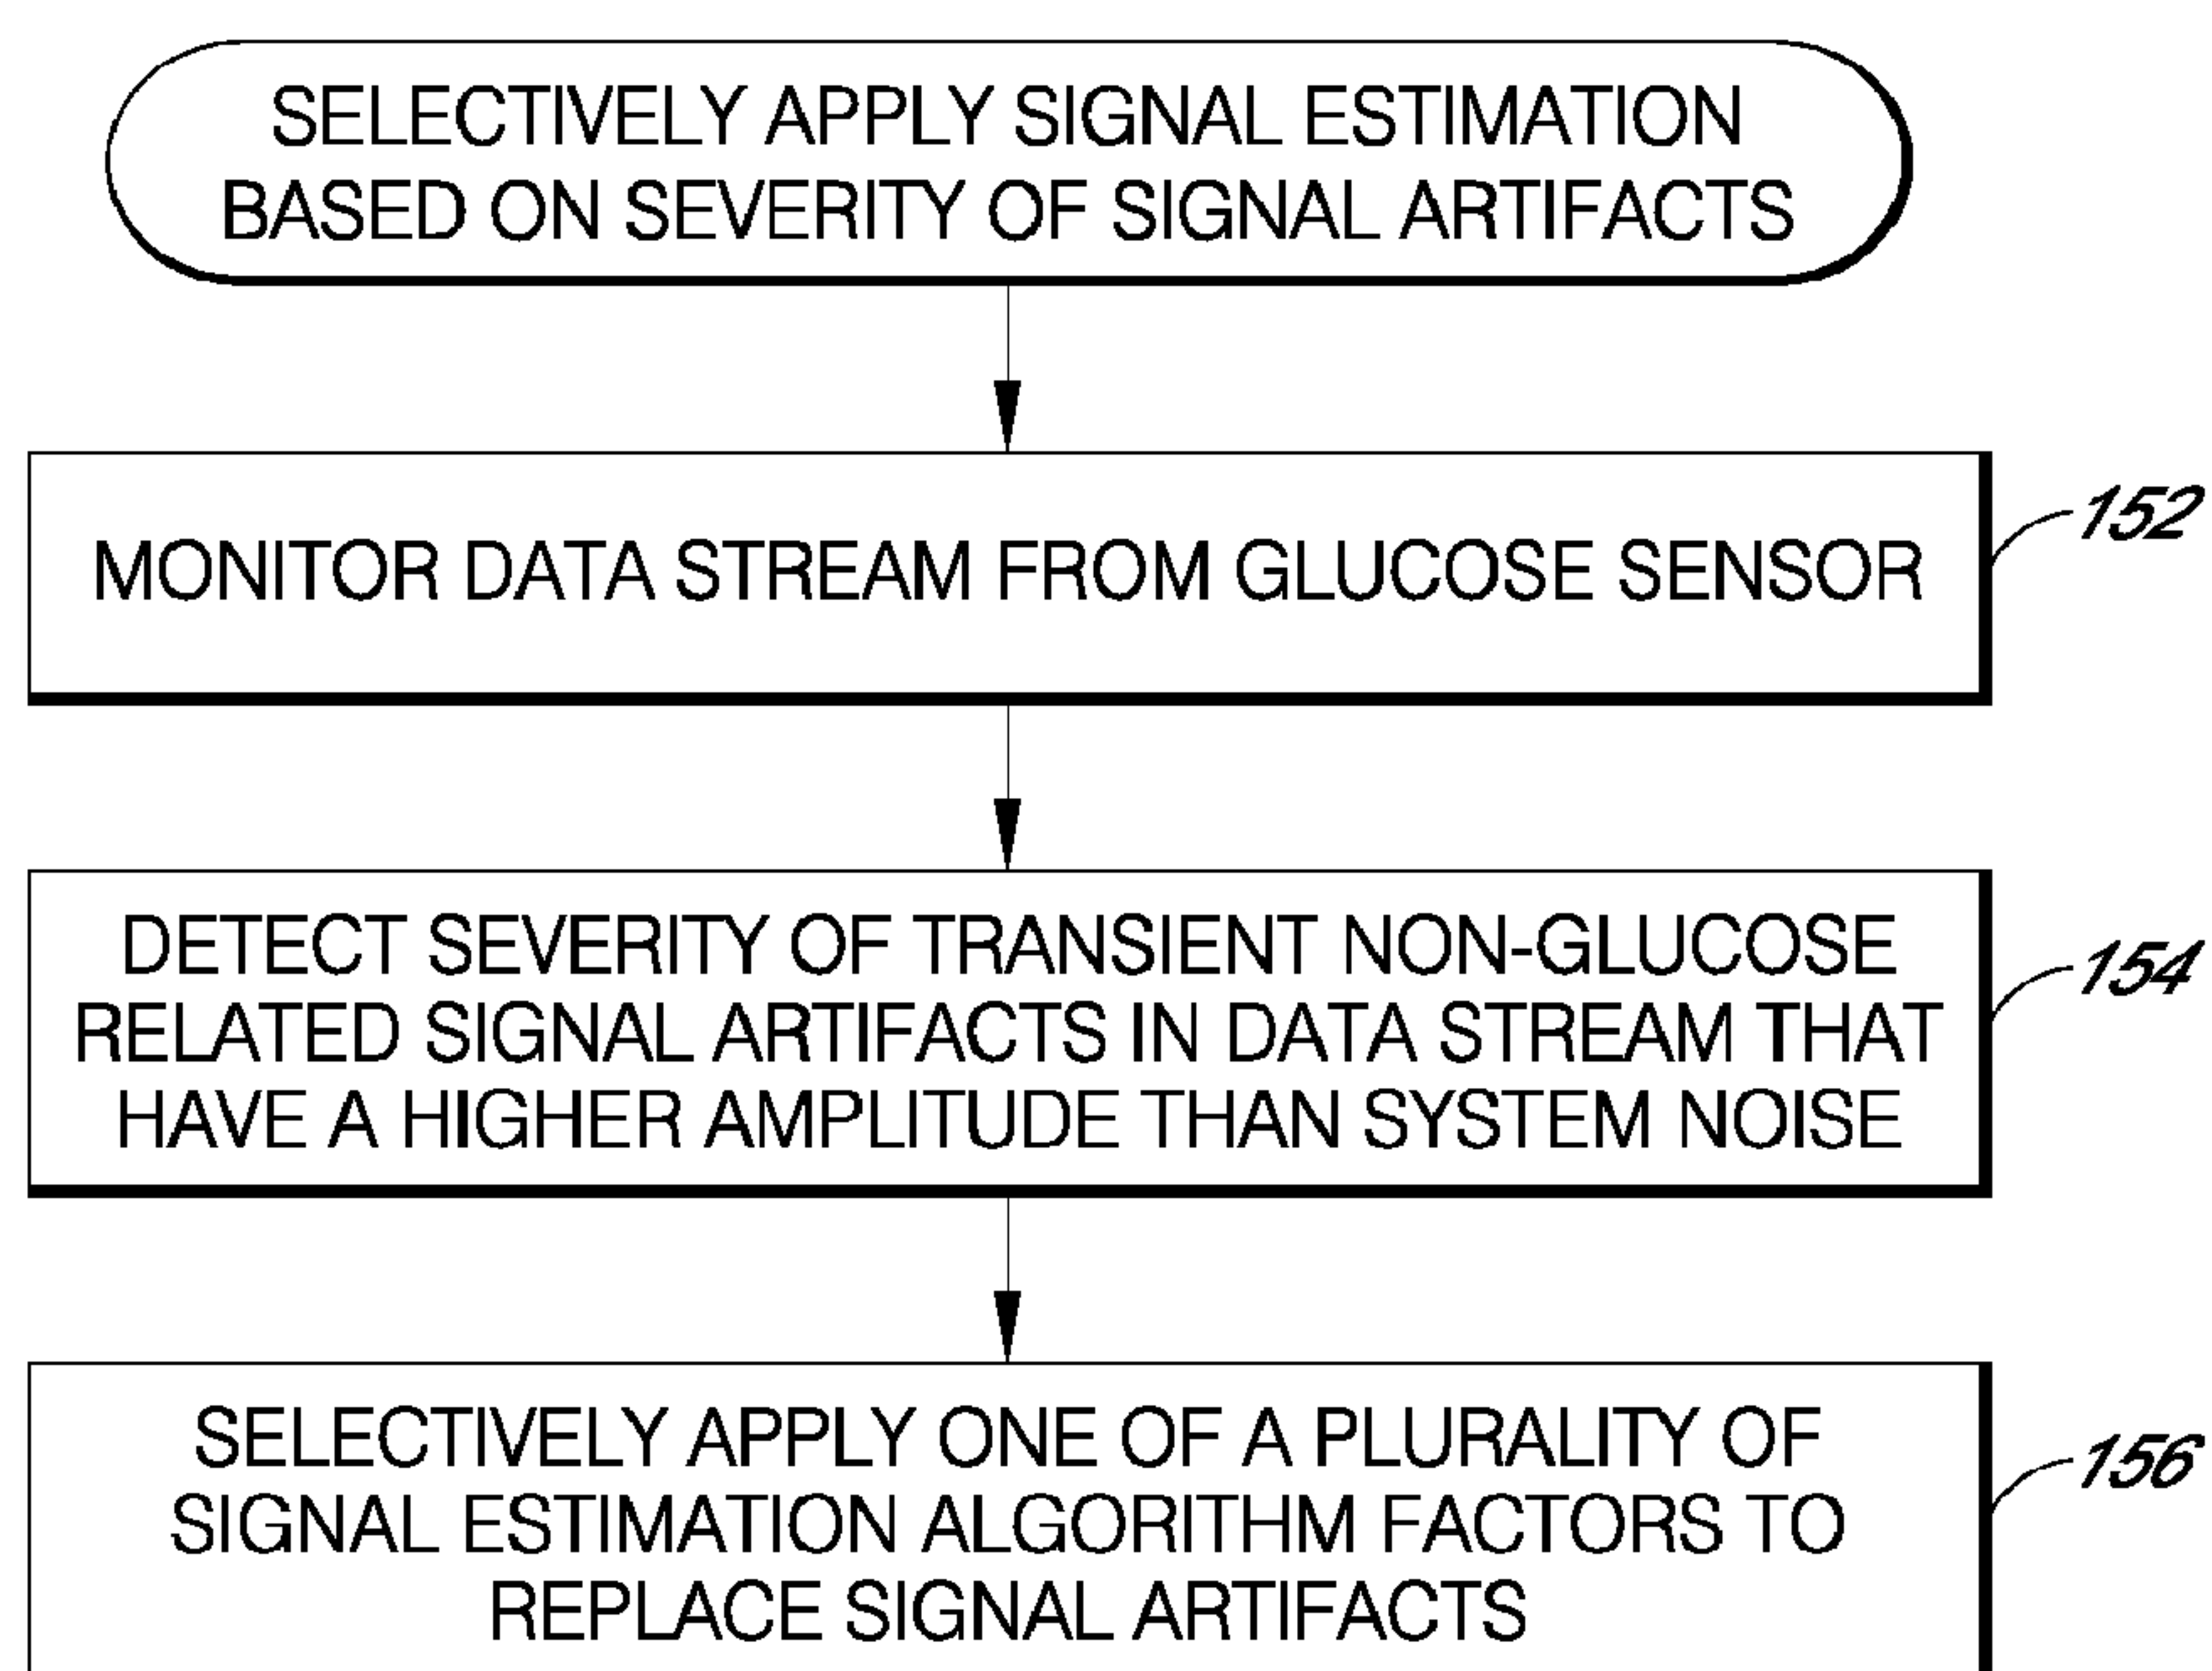 SELECTIVELY APPLY SIGNAL ESTIMATION
BASED ON SEVERITY OF SIGNAL ARTIFACTS
MONITOR DATA STREAM FROM GLUCOSE SENSOR
152
DETECT SEVERITY OF TRANSIENT NON-GLUCOSE
RELATED SIGNAL ARTIFACTS IN DATA STREAM THAT
HAVE A HIGHER AMPLITUDE THAN SYSTEM NOISE
154
SELECTIVELY APPLY ONE OF A PLURALITY OF
SIGNAL ESTIMATION ALGORITHM FACTORS TO
REPLACE SIGNAL ARTIFACTS
156